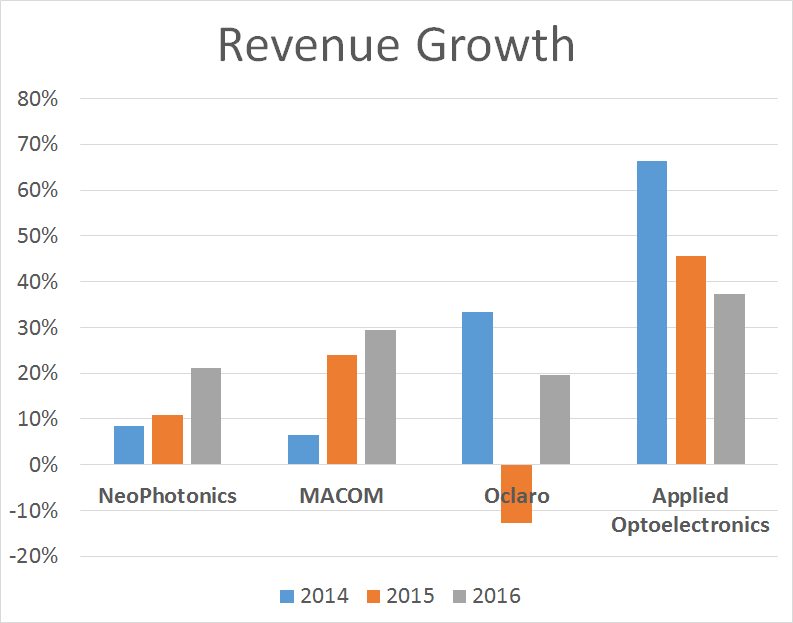 Revenue Growth
80%
70%
60%
50%
40%
30%
20%
10%
0%
-10%
-20%
NeoPhotonics
MACOM
Oclaro
Applied
Optoelectronics
2014 2015 2016